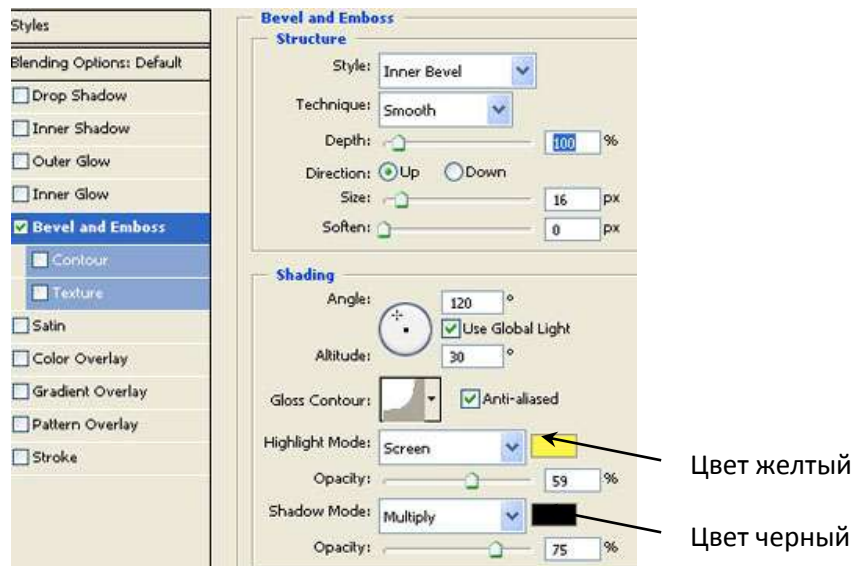 Styles
Blending Options: Default
Drop Shadow
Inner Shadow
Outer Glow
Inner Glow
Bevel and Emboss
Contour
Texture
Satin
Color Overlay
Gradient Overlay
Pattern Overlay
Stroke
Bevel and Emboss
Structure
Style: Inner Bevel
Technique: Smooth
Depth: 100 %
Direction: Up Down
Size: 16 px
Soften: 0 px
Shading
Angle: 120 °
Use Global Light
Altitude: 30 °
Gloss Contour: Anti-aliased
Highlight Mode: Screen
Opacity: 59 %
Shadow Mode: Multiply
Opacity: 75 %
Цвет желтый
Цвет черный